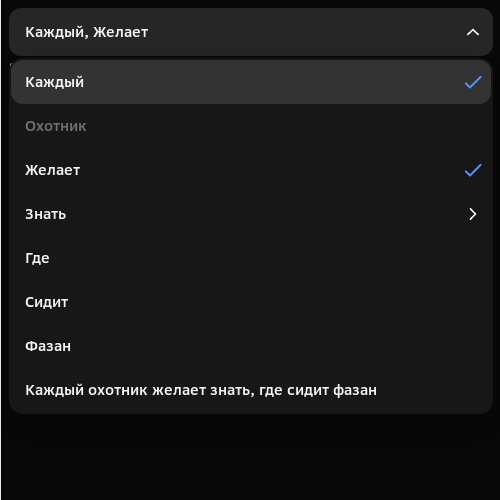 Каждый, Желает
Каждый
Охотник
Желает
Знать
Где
Сидит
Фазан
Каждый охотник желает знать, где сидит фазан